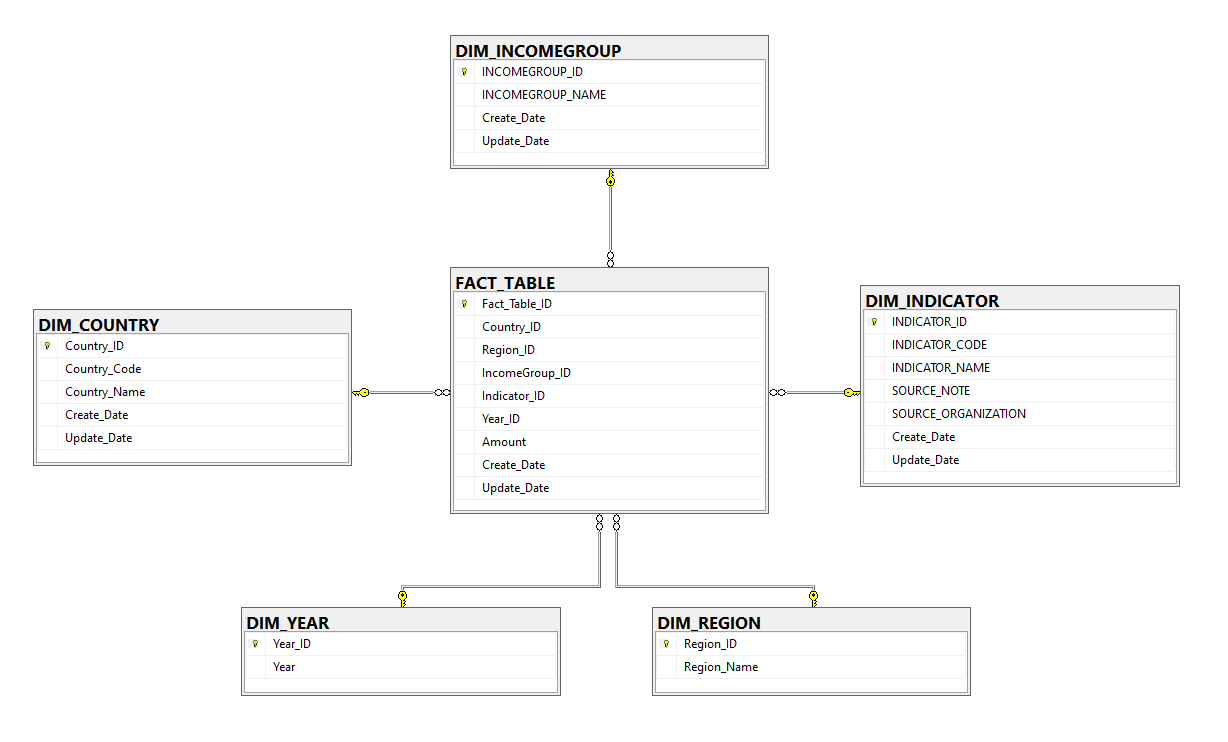 DIM_INCOMEGROUP
INCOMEGROUP_ID
INCOMEGROUP_NAME
Create_Date
Update_Date
FACT_TABLE
Fact_Table_ID
Country_ID
Region_ID
IncomeGroup_ID
Indicator_ID
Year_ID
Amount
Create_Date
Update_Date
DIM_COUNTRY
Country_ID
Country_Code
Country_Name
Create_Date
Update_Date
DIM_INDICATOR
INDICATOR_ID
INDICATOR_CODE
INDICATOR_NAME
SOURCE_NOTE
SOURCE_ORGANIZATION
Create_Date
Update_Date
DIM_YEAR
Year_ID
Year
DIM_REGION
Region_ID
Region_Name